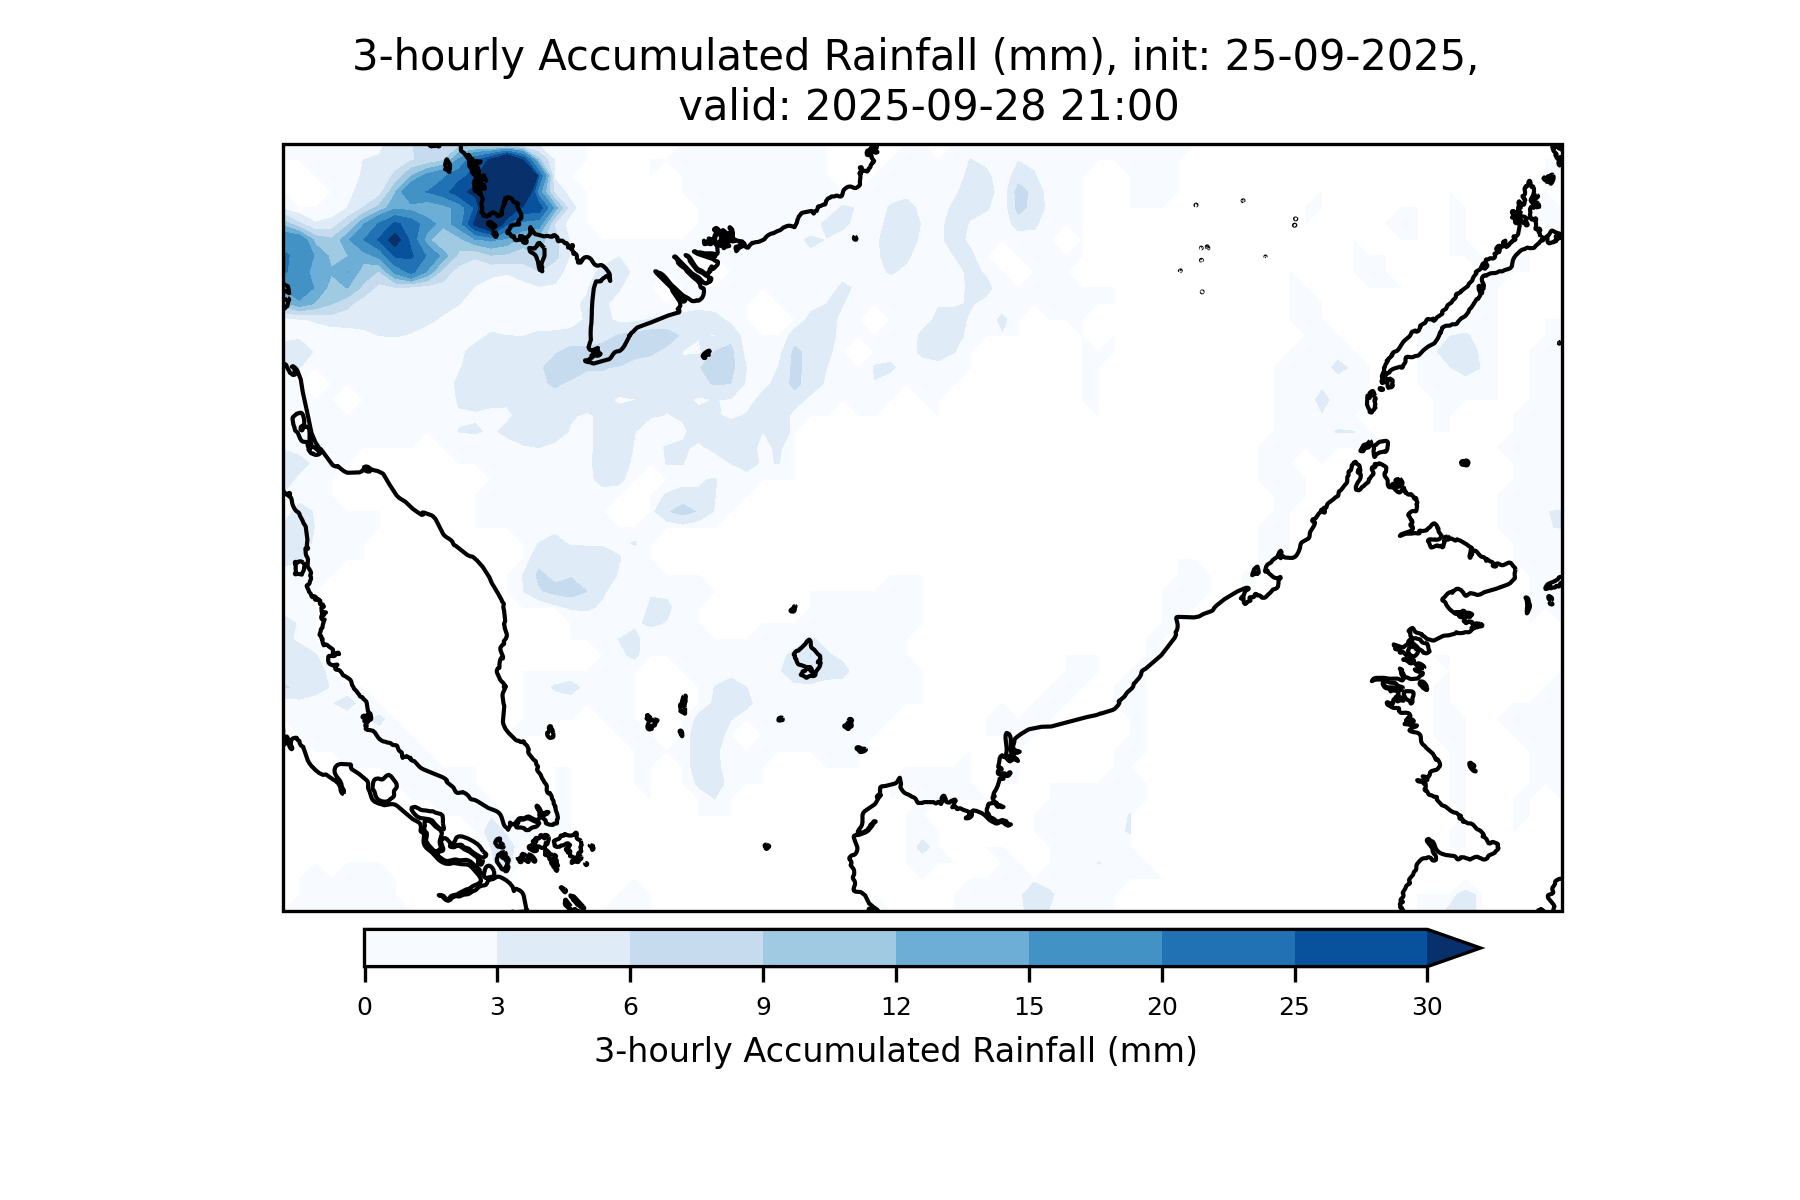 3-hourly Accumulated Rainfall (mm), init: 25-09-2025,
valid: 2025-09-28 21:00
0 3 6 9 12 15 20 25 30
3-hourly Accumulated Rainfall (mm)